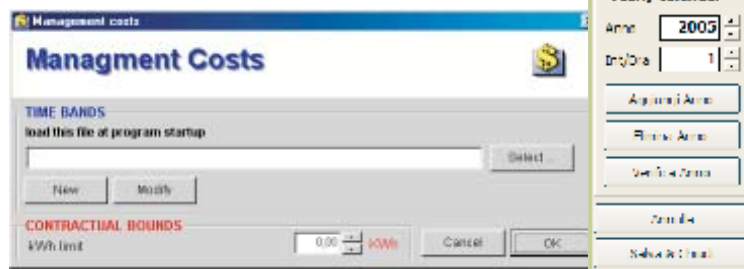 Management costs
Managment Costs
TIME BANDS
load this file at program startup
Select...
New
Modify
CONTRACTUAL BOUNDS
kWh limit
0,00
kWh
Cancel
OK
Anno
2005
Int/Ora
1
Aggiungi Anno
Elimina Anno
Verifica Anno
Annulla
Salva & Chiudi